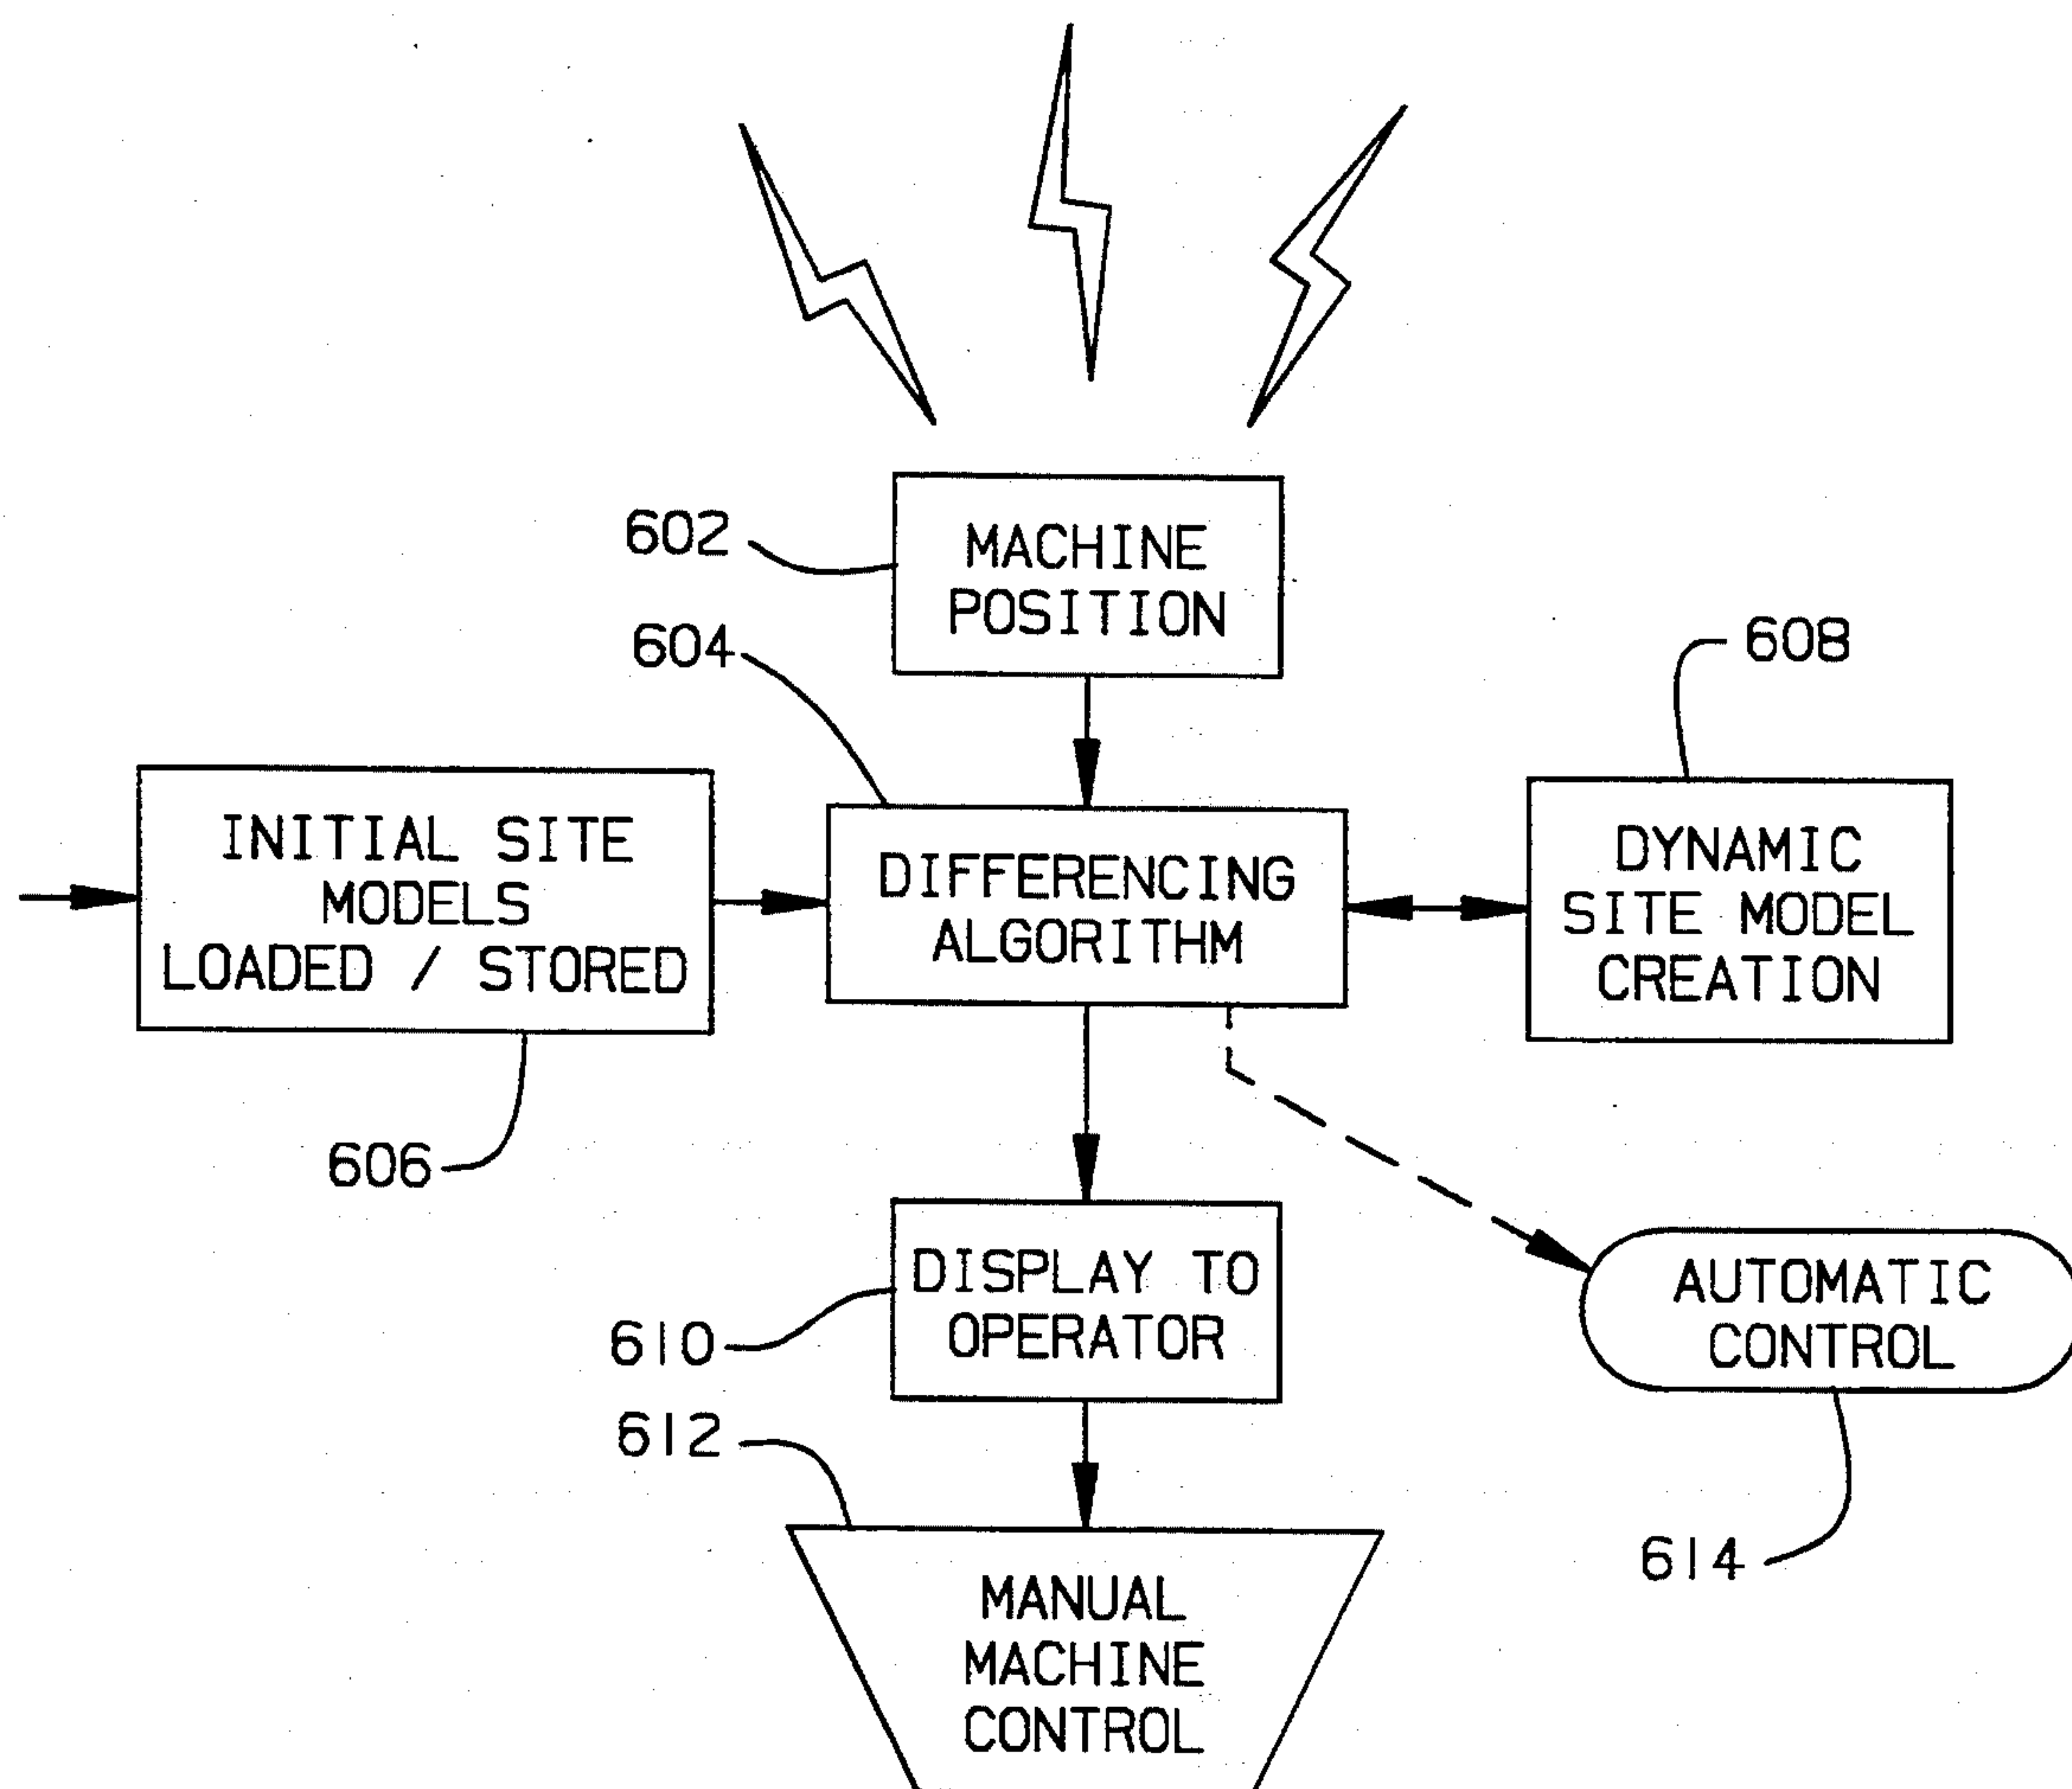 602
MACHINE
POSITION
604
608
INITIAL SITE
MODELS
LOADED / STORED
DIFFERENCING
ALGORITHM
DYNAMIC
SITE MODEL
CREATION
606
DISPLAY TO
OPERATOR
610
AUTOMATIC
CONTROL
612
614
MANUAL
MACHINE
CONTROL